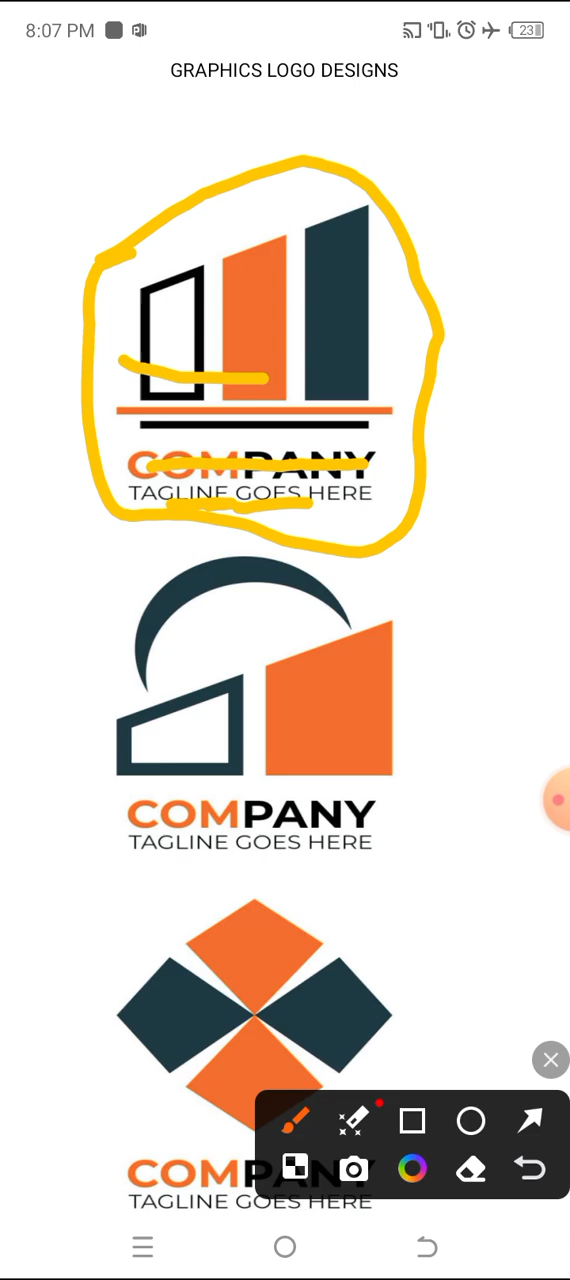 8:07 PM
23
GRAPHICS LOGO DESIGNS
COMPANY
TAGLINE GOES HERE
COMPANY
TAGLINE GOES HERE
COMPANY
TAGLINE GOES HERE